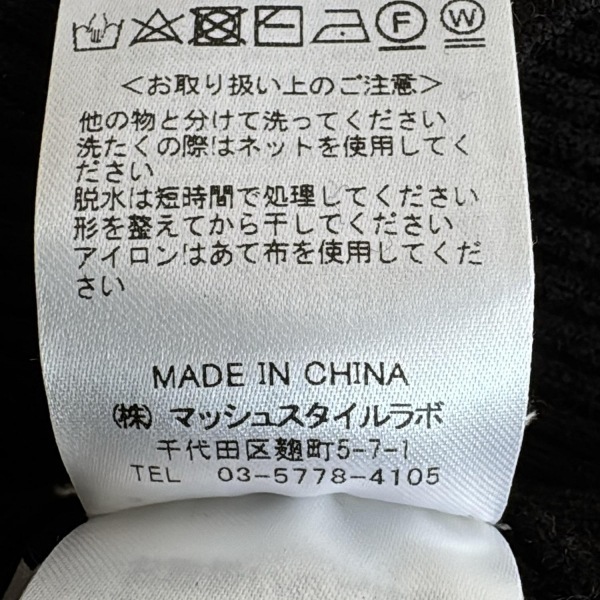 F W
＜お取り扱い上のご注意＞
他の物と分けて洗ってください
洗たくの際はネットを使用してく
ださい
脱水は短時間で処理してください
形を整えてから干してください
アイロンはあて布を使用してくだ
さい
MADE IN CHINA
(株) マッシュスタイルラボ
千代田区麹町5-7-1
TEL 03-5778-4105